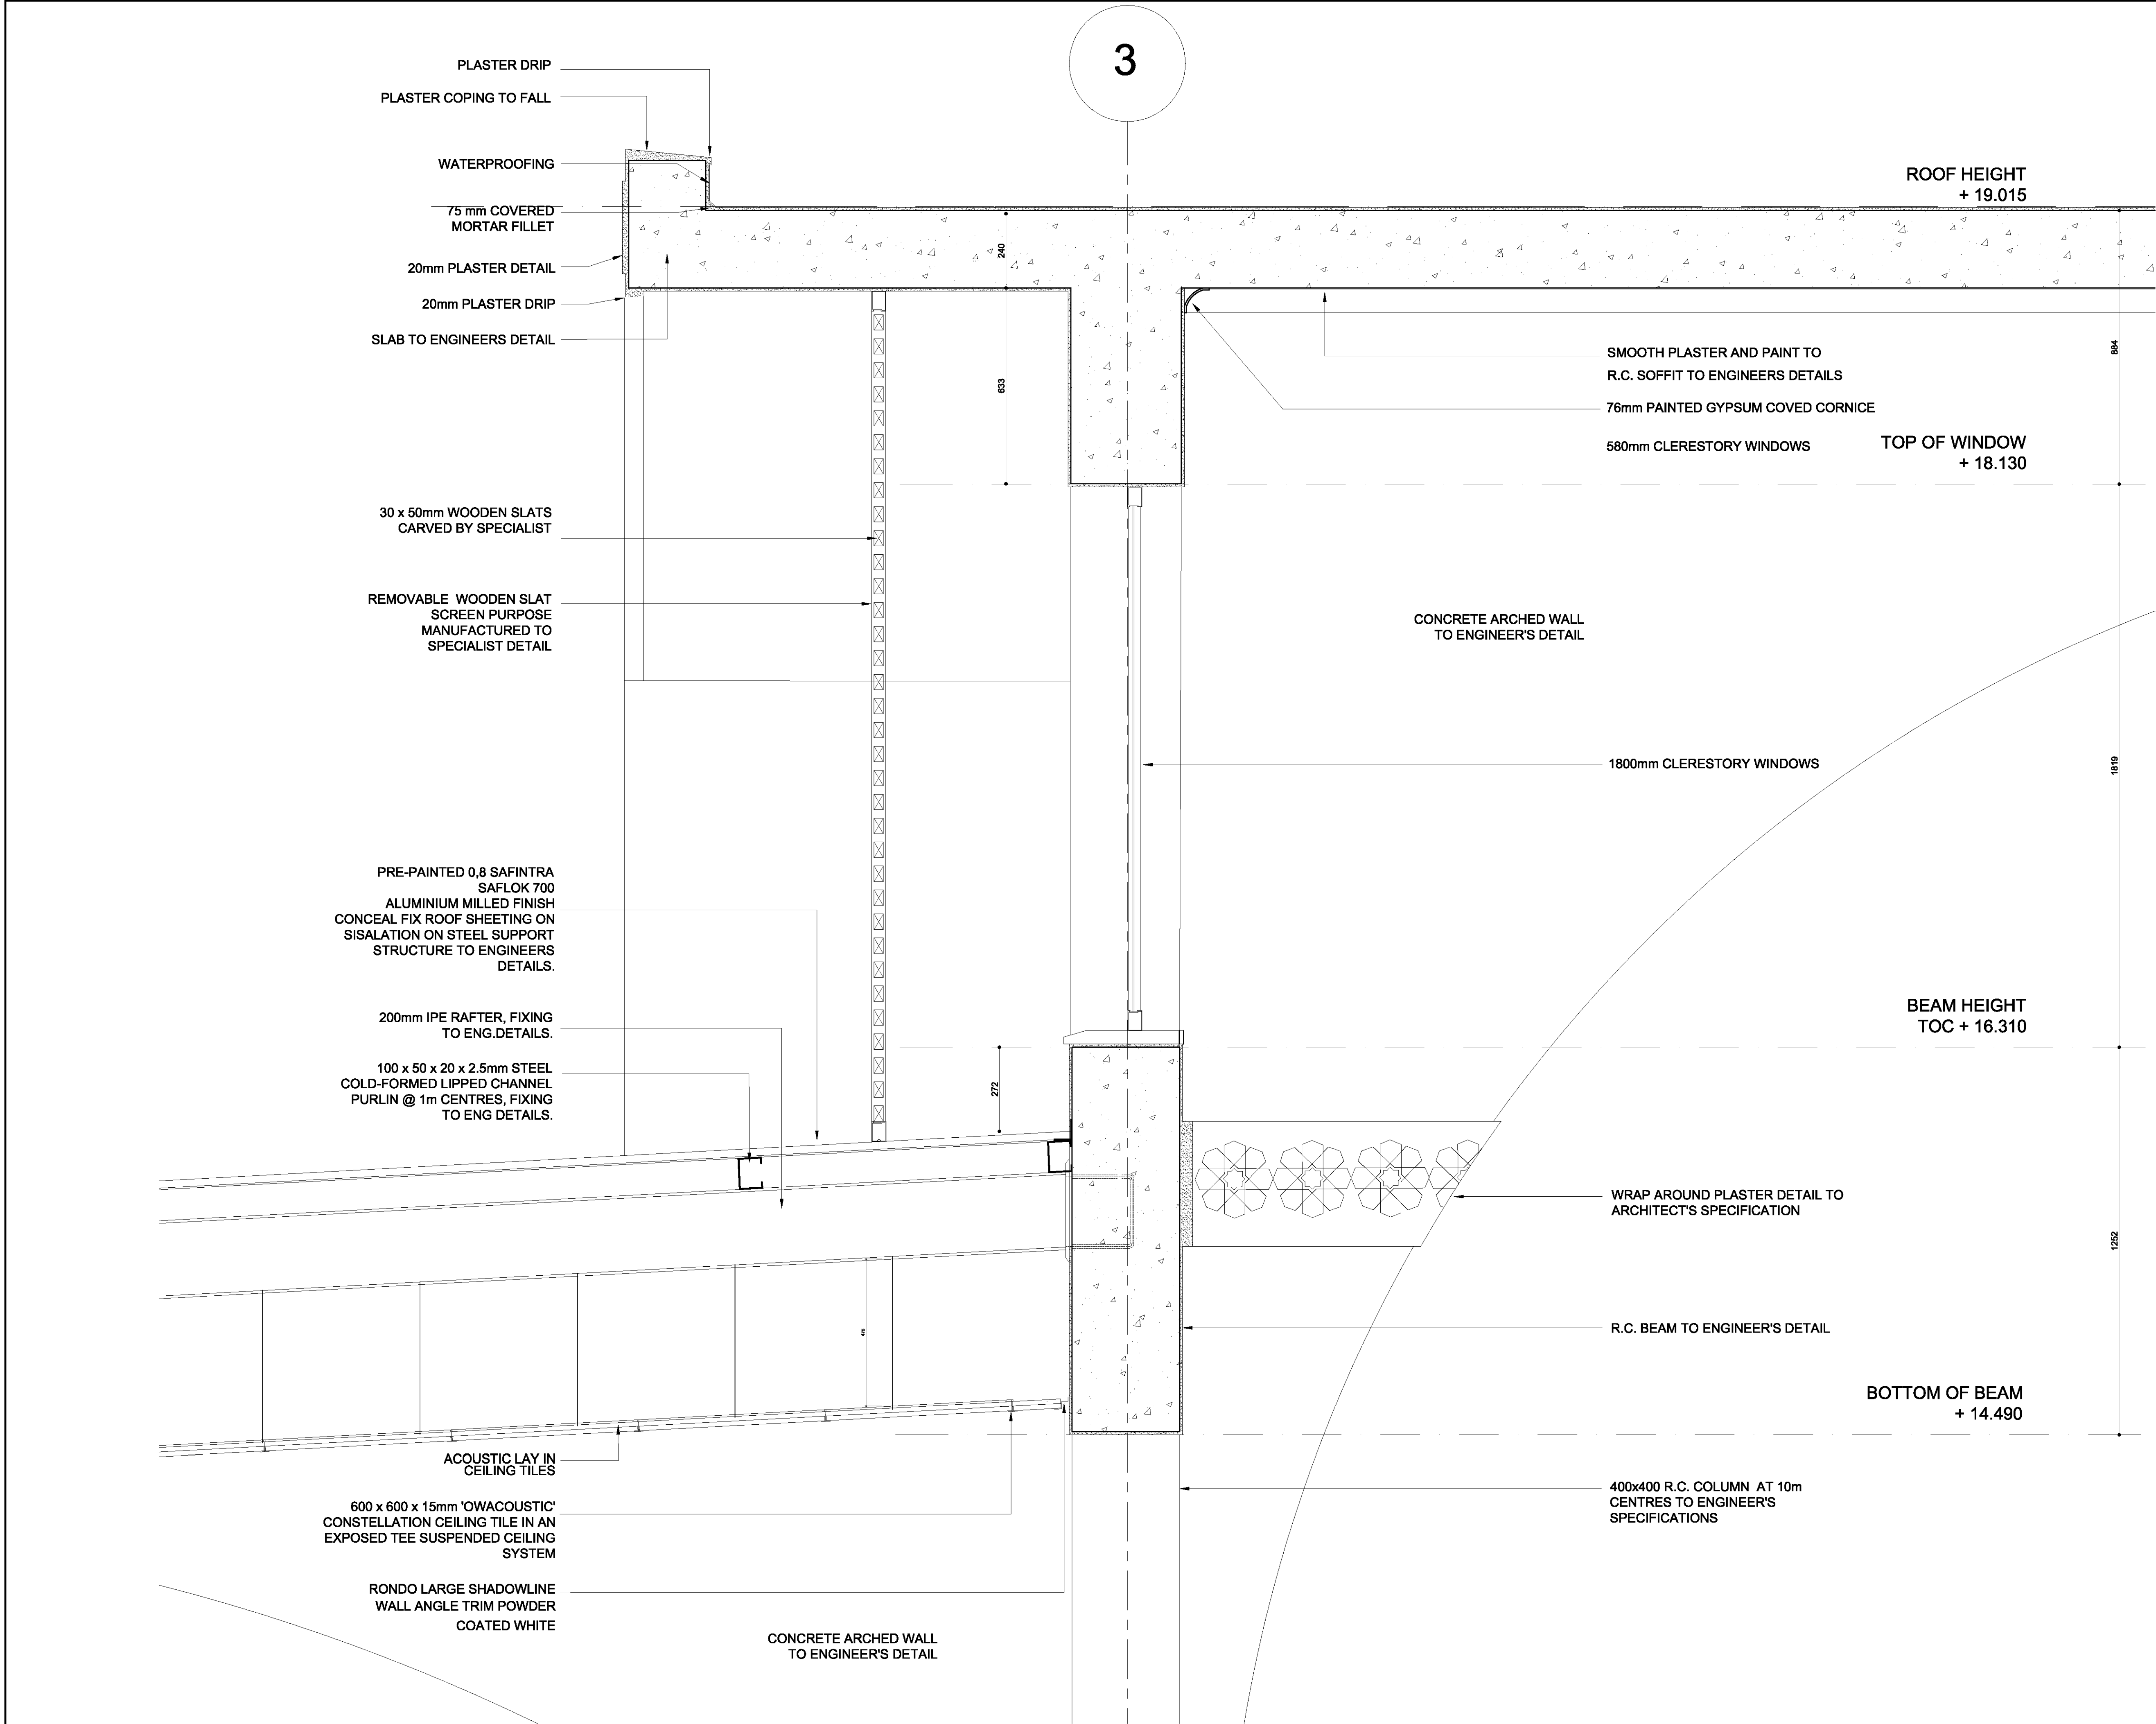 3
PLASTER DRIP
PLASTER COPING TO FALL
WATERPROOFING
75 mm COVERED
MORTAR FILLET
20mm PLASTER DETAIL
20mm PLASTER DRIP
SLAB TO ENGINEERS DETAIL
30 x 50mm WOODEN SLATS
CARVED BY SPECIALIST
REMOVABLE WOODEN SLAT
SCREEN PURPOSE
MANUFACTURED TO
SPECIALIST DETAIL
PRE-PAINTED 0,8 SAFINTRA
SAFLOK 700
ALUMINIUM MILLED FINISH
CONCEAL FIX ROOF SHEETING ON
SISALATION ON STEEL SUPPORT
STRUCTURE TO ENGINEERS
DETAILS.
200mm IPE RAFTER, FIXING
TO ENG.DETAILS.
100 x 50 x 20 x 2.5mm STEEL
COLD-FORMED LIPPED CHANNEL
PURLIN @ 1m CENTRES, FIXING
TO ENG DETAILS.
ACOUSTIC LAY IN
CEILING TILES
600 x 600 x 15mm 'OWACOUSTIC'
CONSTELLATION CEILING TILE IN AN
EXPOSED TEE SUSPENDED CEILING
SYSTEM
RONDO LARGE SHADOWLINE
WALL ANGLE TRIM POWDER
COATED WHITE
CONCRETE ARCHED WALL
TO ENGINEER'S DETAIL
240
633
272
ROOF HEIGHT
+ 19.015
SMOOTH PLASTER AND PAINT TO
R.C. SOFFIT TO ENGINEERS DETAILS
76mm PAINTED GYPSUM COVED CORNICE
580mm CLERESTORY WINDOWS
TOP OF WINDOW
+ 18.130
CONCRETE ARCHED WALL
TO ENGINEER'S DETAIL
1800mm CLERESTORY WINDOWS
BEAM HEIGHT
TOC + 16.310
WRAP AROUND PLASTER DETAIL TO
ARCHITECT'S SPECIFICATION
R.C. BEAM TO ENGINEER'S DETAIL
BOTTOM OF BEAM
+ 14.490
400x400 R.C. COLUMN AT 10m
CENTRES TO ENGINEER'S
SPECIFICATIONS
884
1819
1252